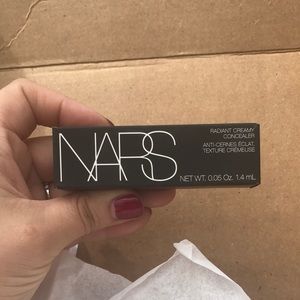 NARS
RADIANT CREAMY
CONCEALER
ANTI-CERNES ÉCLAT,
TEXTURE CRÉMEUSE
NET WT. 0.05 Oz. 1.4 mL